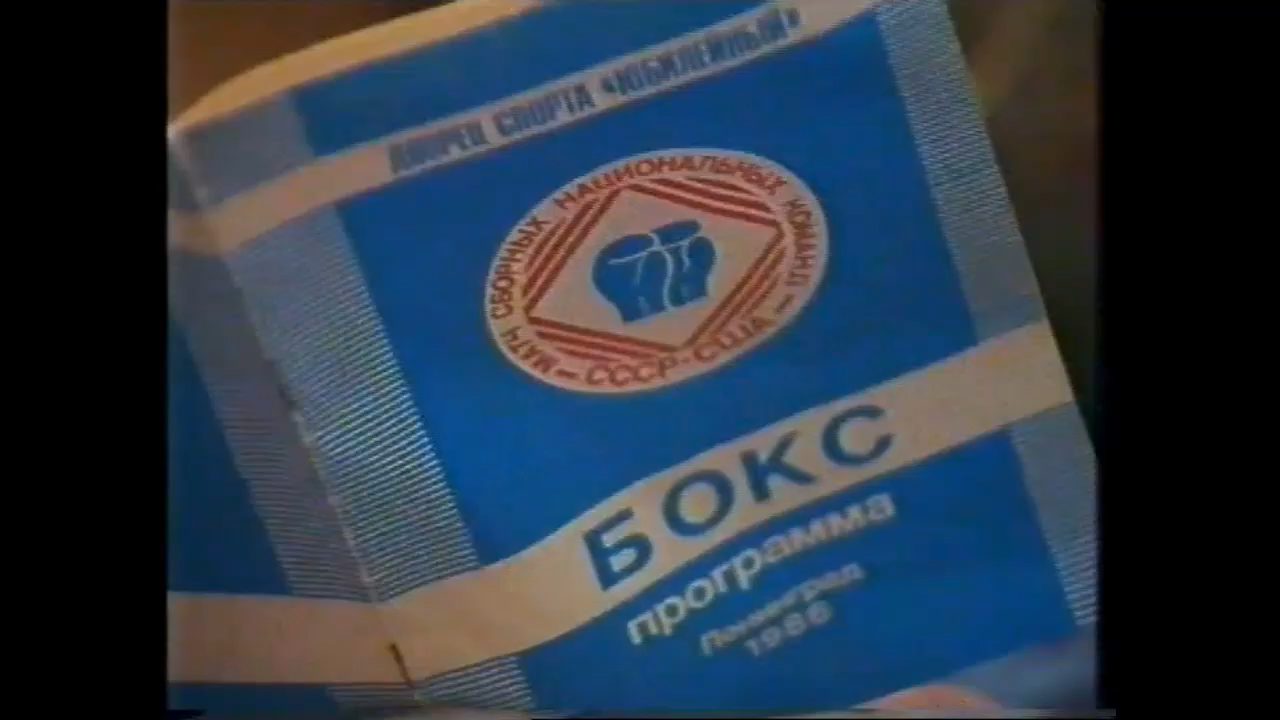 ДВОРЕЦ СПОРТА «ЮБИЛЕЙНЫЙ»
МАТЧ СБОРНЫХ НАЦИОНАЛЬНЫХ КОМАНД
— СССР-США —
БОКС
программа
Ленинград
1986